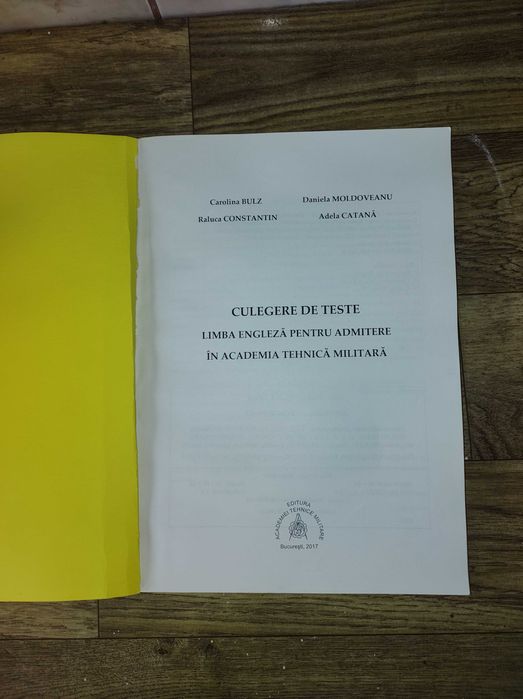 Carolina BULZ Daniela MOLDOVEANU
Raluca CONSTANTIN Adela CATANĂ
CULEGERE DE TESTE
LIMBA ENGLEZĂ PENTRU ADMITERE
ÎN ACADEMIA TEHNICĂ MILITARĂ
EDITURA
ACADEMIEI TEHNICE MILITARE
Bucureşti, 2017